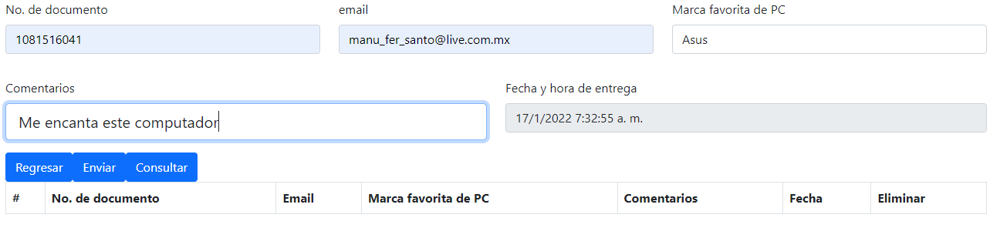 No. de documento email Marca favorita de PC
1081516041 manu_fer_santo@live.com.mx Asus
Comentarios Fecha y hora de entrega
Me encanta este computador 17/1/2022 7:32:55 a. m.
Regresar Enviar Consultar
# No. de documento Email Marca favorita de PC Comentarios Fecha Eliminar